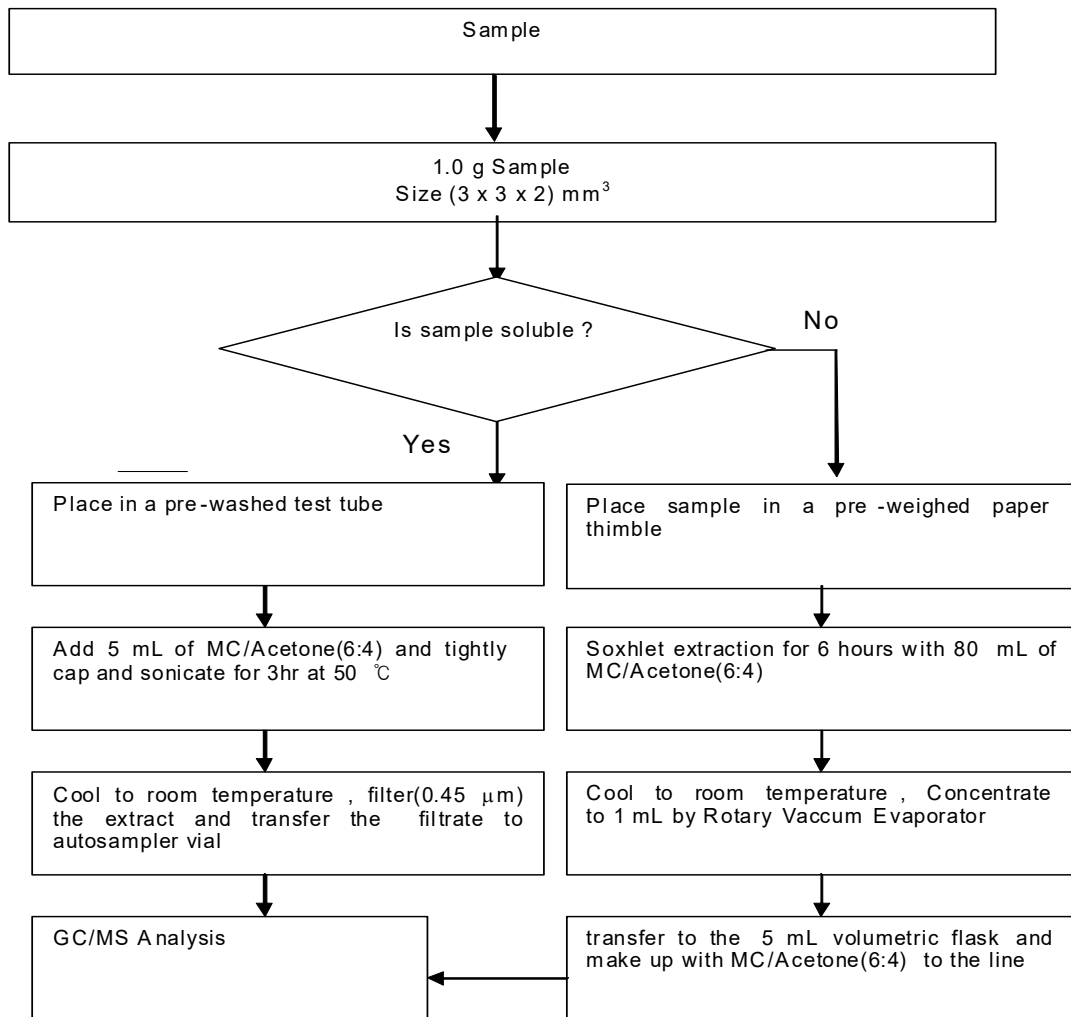 Sample
1.0 g Sample
Size (3 x 3 x 2) mm³
Is sample soluble ?
No
Yes
Place in a pre-washed test tube
Add 5 mL of MC/Acetone(6:4) and tightly
cap and sonicate for 3hr at 50 ℃
Cool to room temperature , filter(0.45 μm)
the extract and transfer the filtrate to
autosampler vial
GC/MS Analysis
Place sample in a pre-weighed paper
thimble
Soxhlet extraction for 6 hours with 80 mL of
MC/Acetone(6:4)
Cool to room temperature , Concentrate
to 1 mL by Rotary Vaccum Evaporator
transfer to the 5 mL volumetric flask and
make up with MC/Acetone(6:4) to the line